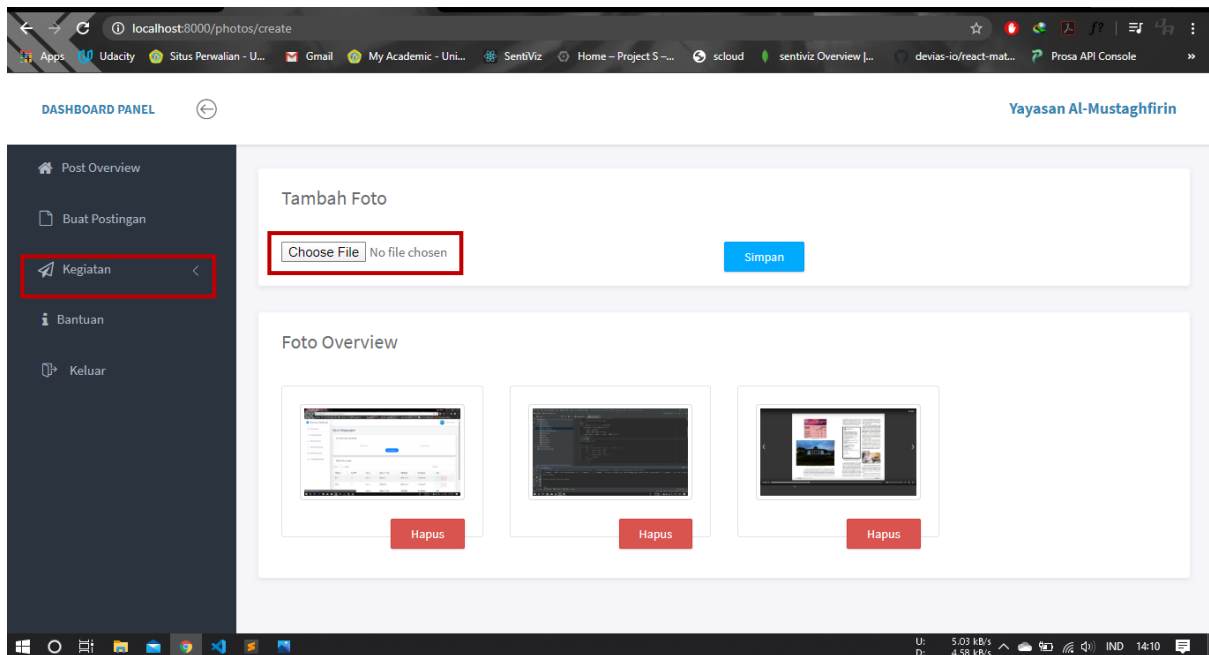 localhost:8000/photos/create
Apps Udacity Situs Perwalian - U... Gmail My Academic - Uni... SentiViz Home – Project S –... scloud sentiviz Overview |... devias-io/react-mat... Prosa API Console »
DASHBOARD PANEL
Yayasan Al-Mustaghfirin
Post Overview
Buat Postingan
Kegiatan
Bantuan
Keluar
Tambah Foto
Choose File No file chosen
Simpan
Foto Overview
Hapus Hapus Hapus
U: 5.03 kB/s
D: 4.58 kB/s
IND 14:10